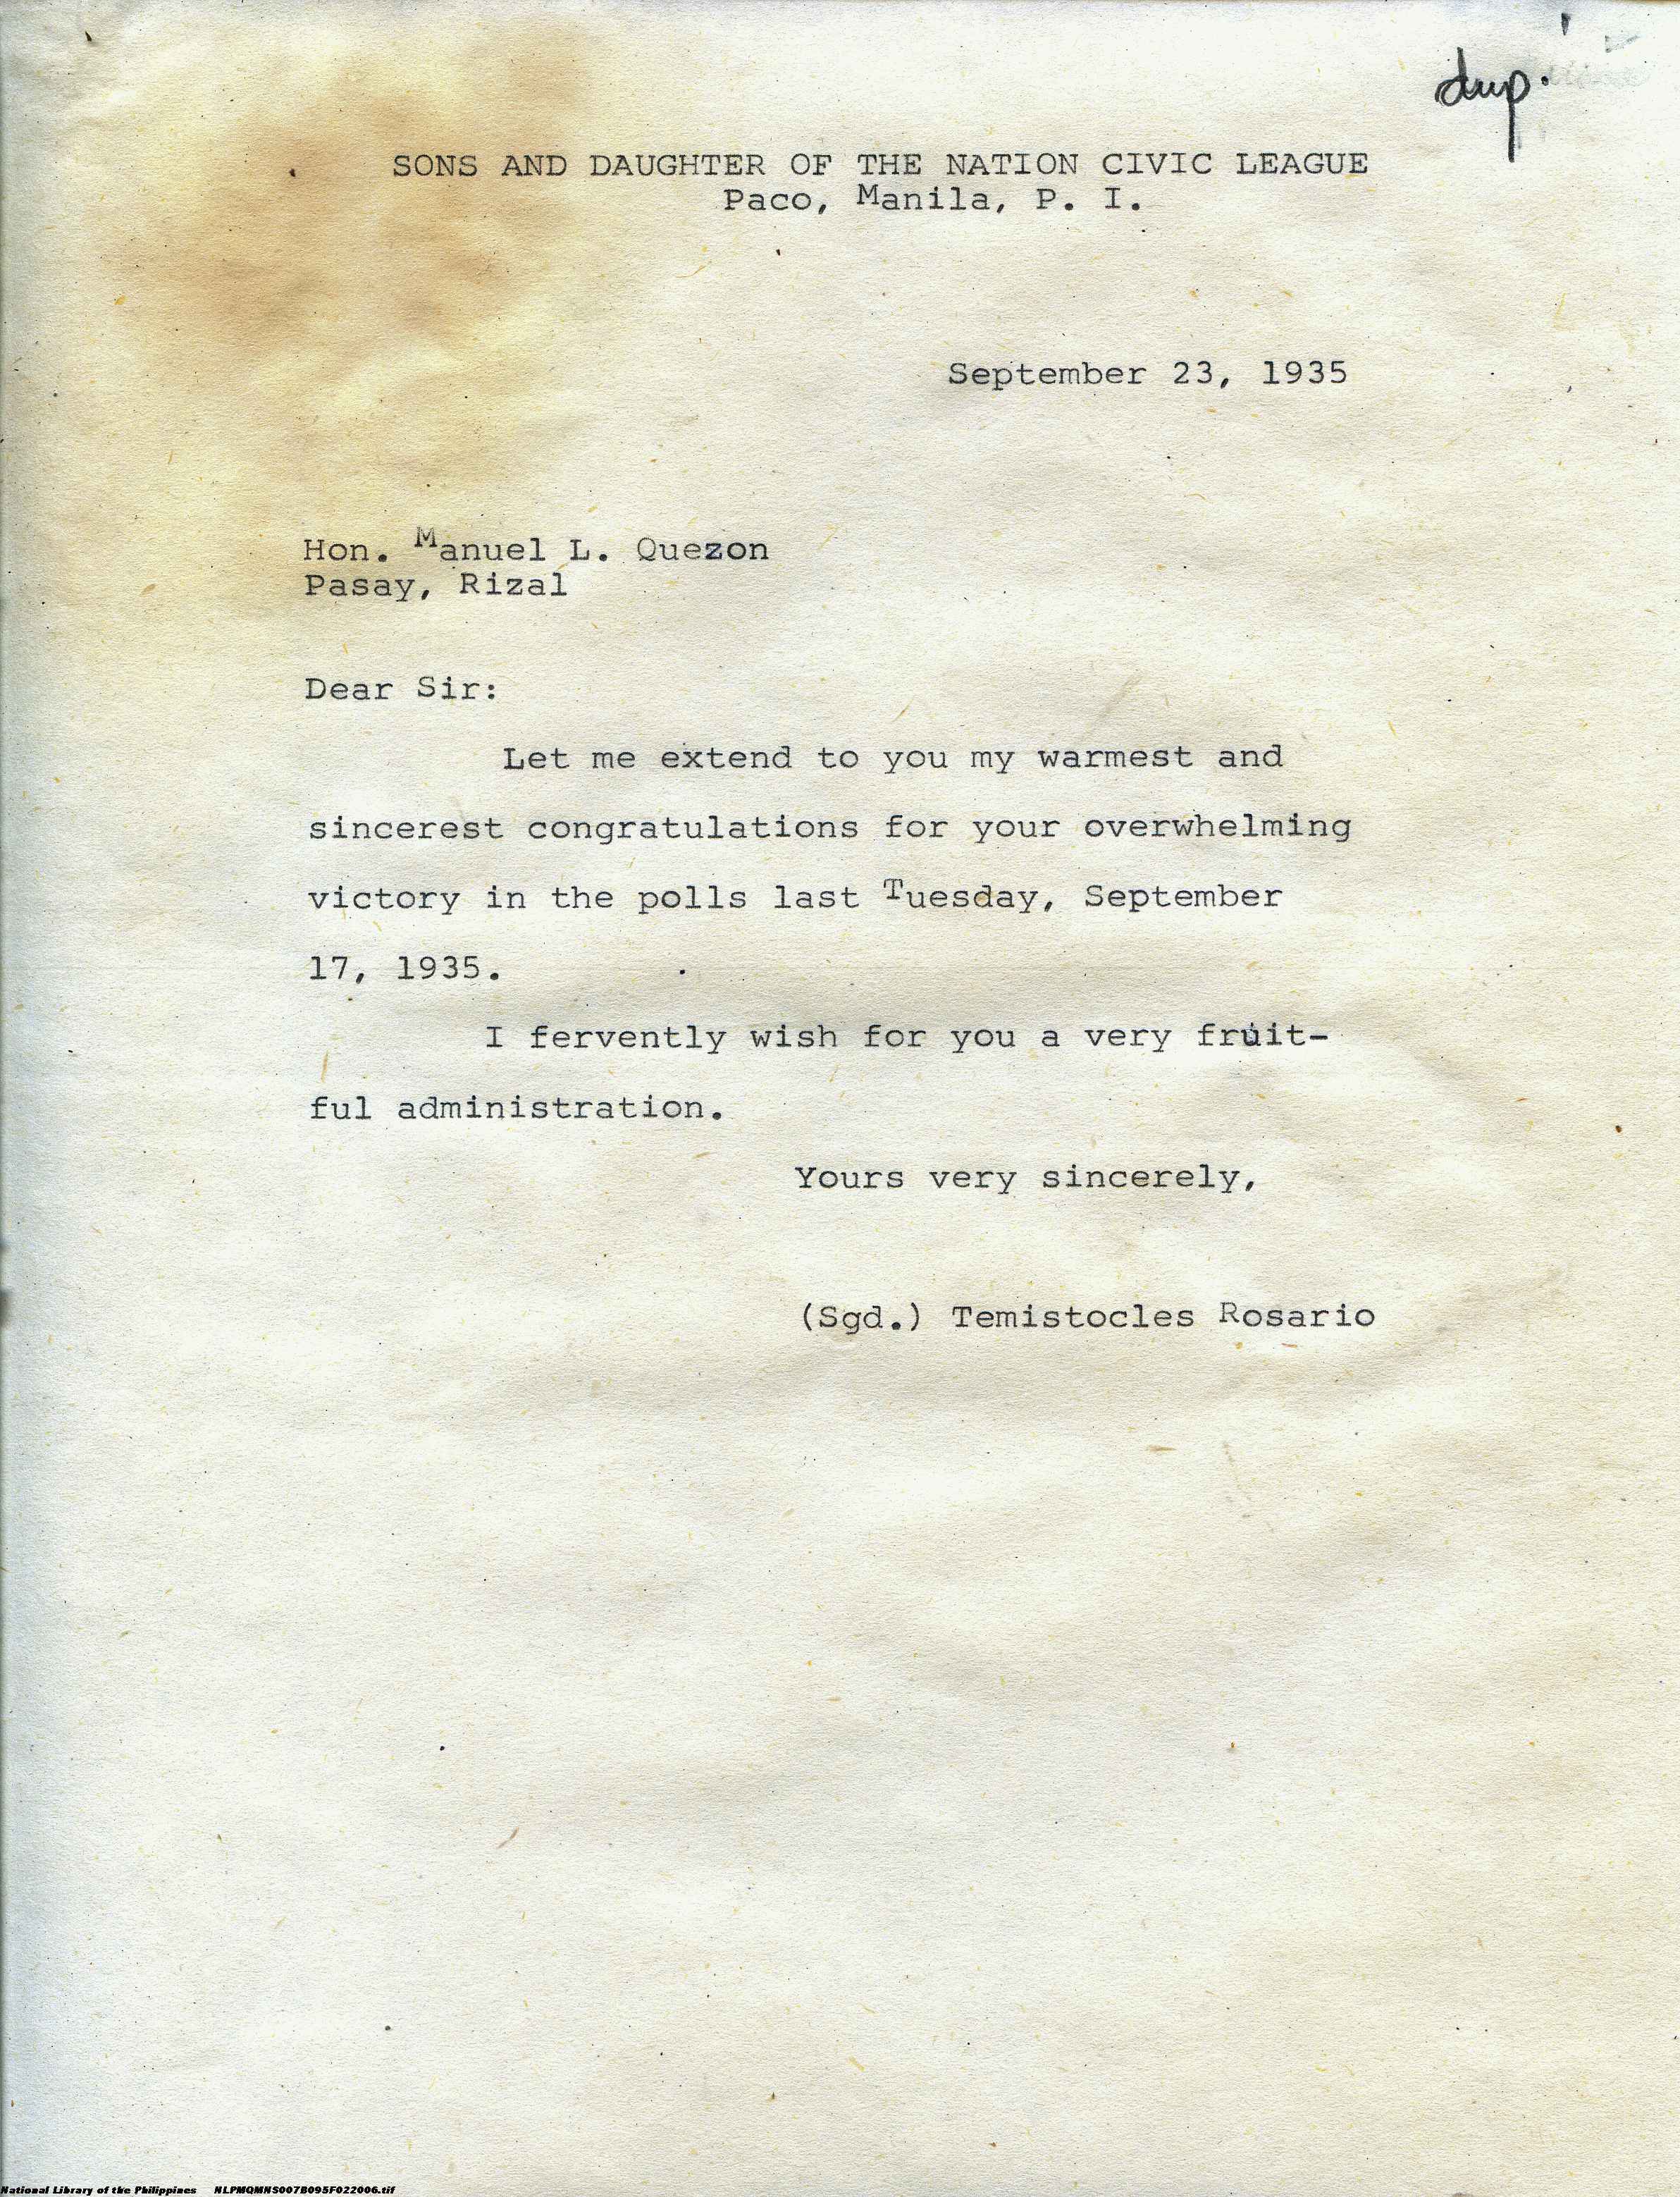 dup.
SONS AND DAUGHTER OF THE NATION CIVIC LEAGUE
Paco, Manila, P. I.
September 23, 1935
Hon. Manuel L. Quezon
Pasay, Rizal
Dear Sir:
Let me extend to you my warmest and
sincerest congratulations for your overwhelming
victory in the polls last Tuesday, September
17, 1935.
I fervently wish for you a very fruit-
ful administration.
Yours very sincerely,
(Sgd.) Temistocles Rosario
National Library of the Philippines NLPMQMNS007B095F022006.tif